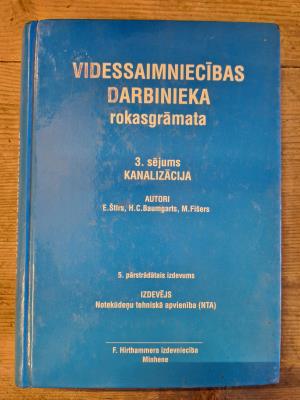 VIDESSAIMNIECĪBAS
DARBINIEKA
rokasgrāmata
3. sējums
KANALIZĀCIJA
AUTORI
E.Štīrs, H.C.Baumgarts, M.Fišers
5. pārstrādātais izdevums
IZDEVĒJS
Notekūdeņu tehniskā apvienība (NTA)
F. Hirthammera izdevniecība
Minhene